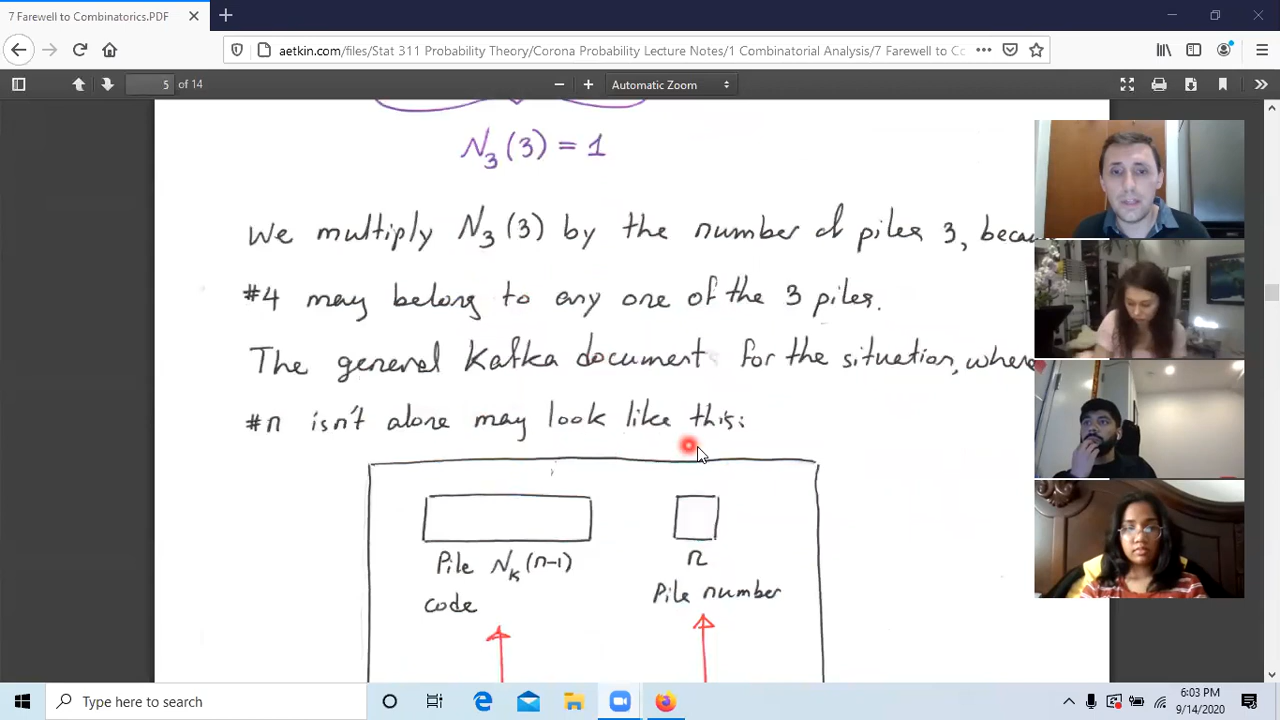 7 Farewell to Combinatorics.PDF
aetkin.com/files/Stat 311 Probability Theory/Corona Probability Lecture Notes/1 Combinatorial Analysis/7 Farewell to Co
5 of 14
Automatic Zoom
N₃(3) = 1
We multiply N₃(3) by the number of piles 3, becau
#4 may belong to any one of the 3 piles.
The general Kafka document for the situation, where
#n isn't alone may look like this:
Pile N_k(n-1)
code
n
Pile number
Type here to search
6:03 PM
9/14/2020